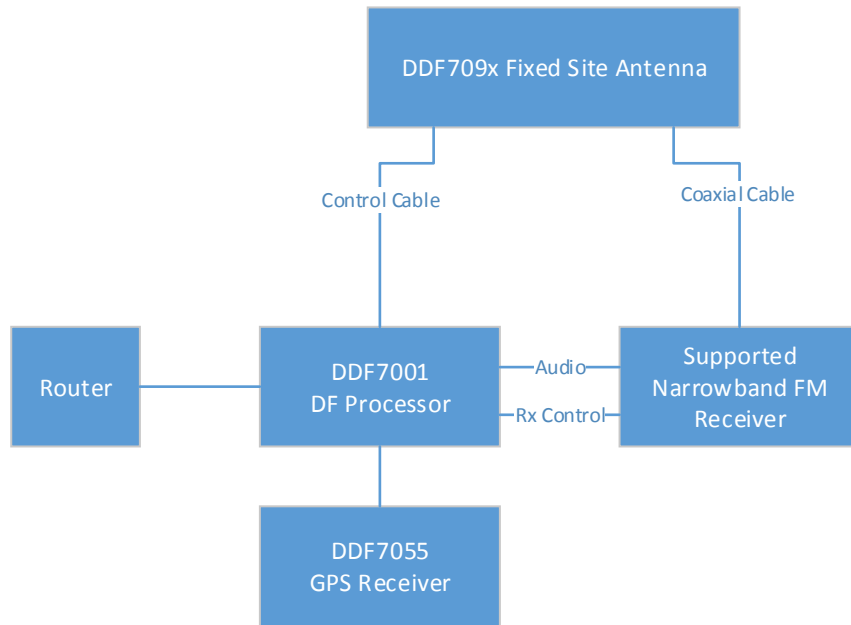 DDF709x Fixed Site Antenna
Control Cable
Coaxial Cable
Router
DDF7001
DF Processor
Audio
Rx Control
Supported
Narrowband FM
Receiver
DDF7055
GPS Receiver